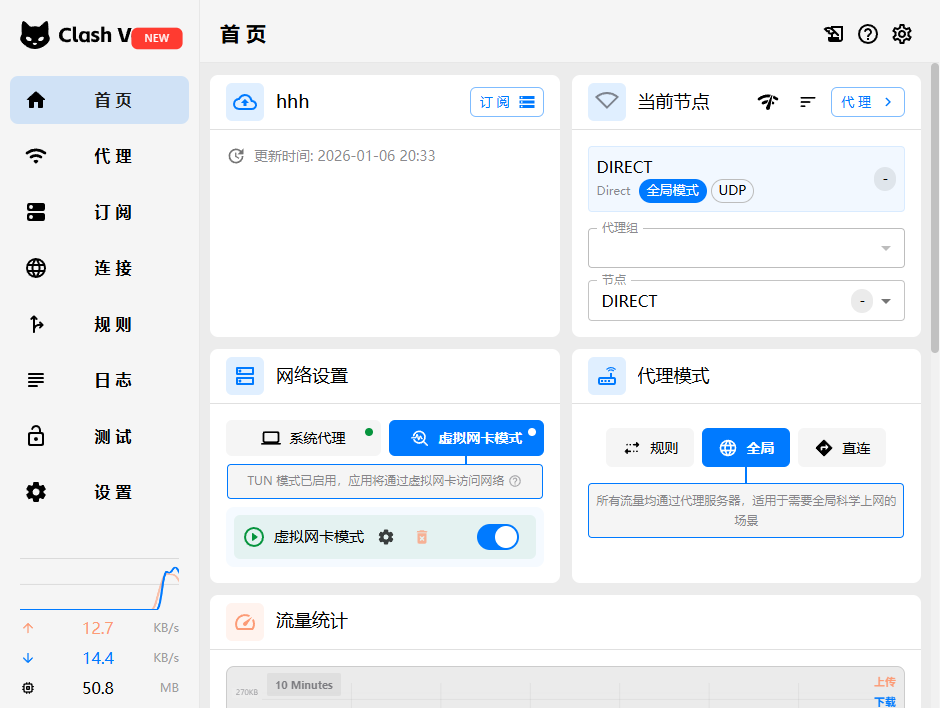 Clash V
NEW
首 页
首 页
代 理
订 阅
连 接
规 则
日 志
测 试
设 置
12.7 KB/s
14.4 KB/s
50.8 MB
hhh
订 阅
更新时间: 2026-01-06 20:33
当前节点
代 理
DIRECT
Direct 全局模式 UDP
-
代理组
节点
DIRECT
-
网络设置
系统代理
虚拟网卡模式
TUN 模式已启用，应用将通过虚拟网卡访问网络
虚拟网卡模式
代理模式
规则
全局
直连
所有流量均通过代理服务器，适用于需要全局科学上网的
场景
流量统计
270KB
10 Minutes
上传
下载